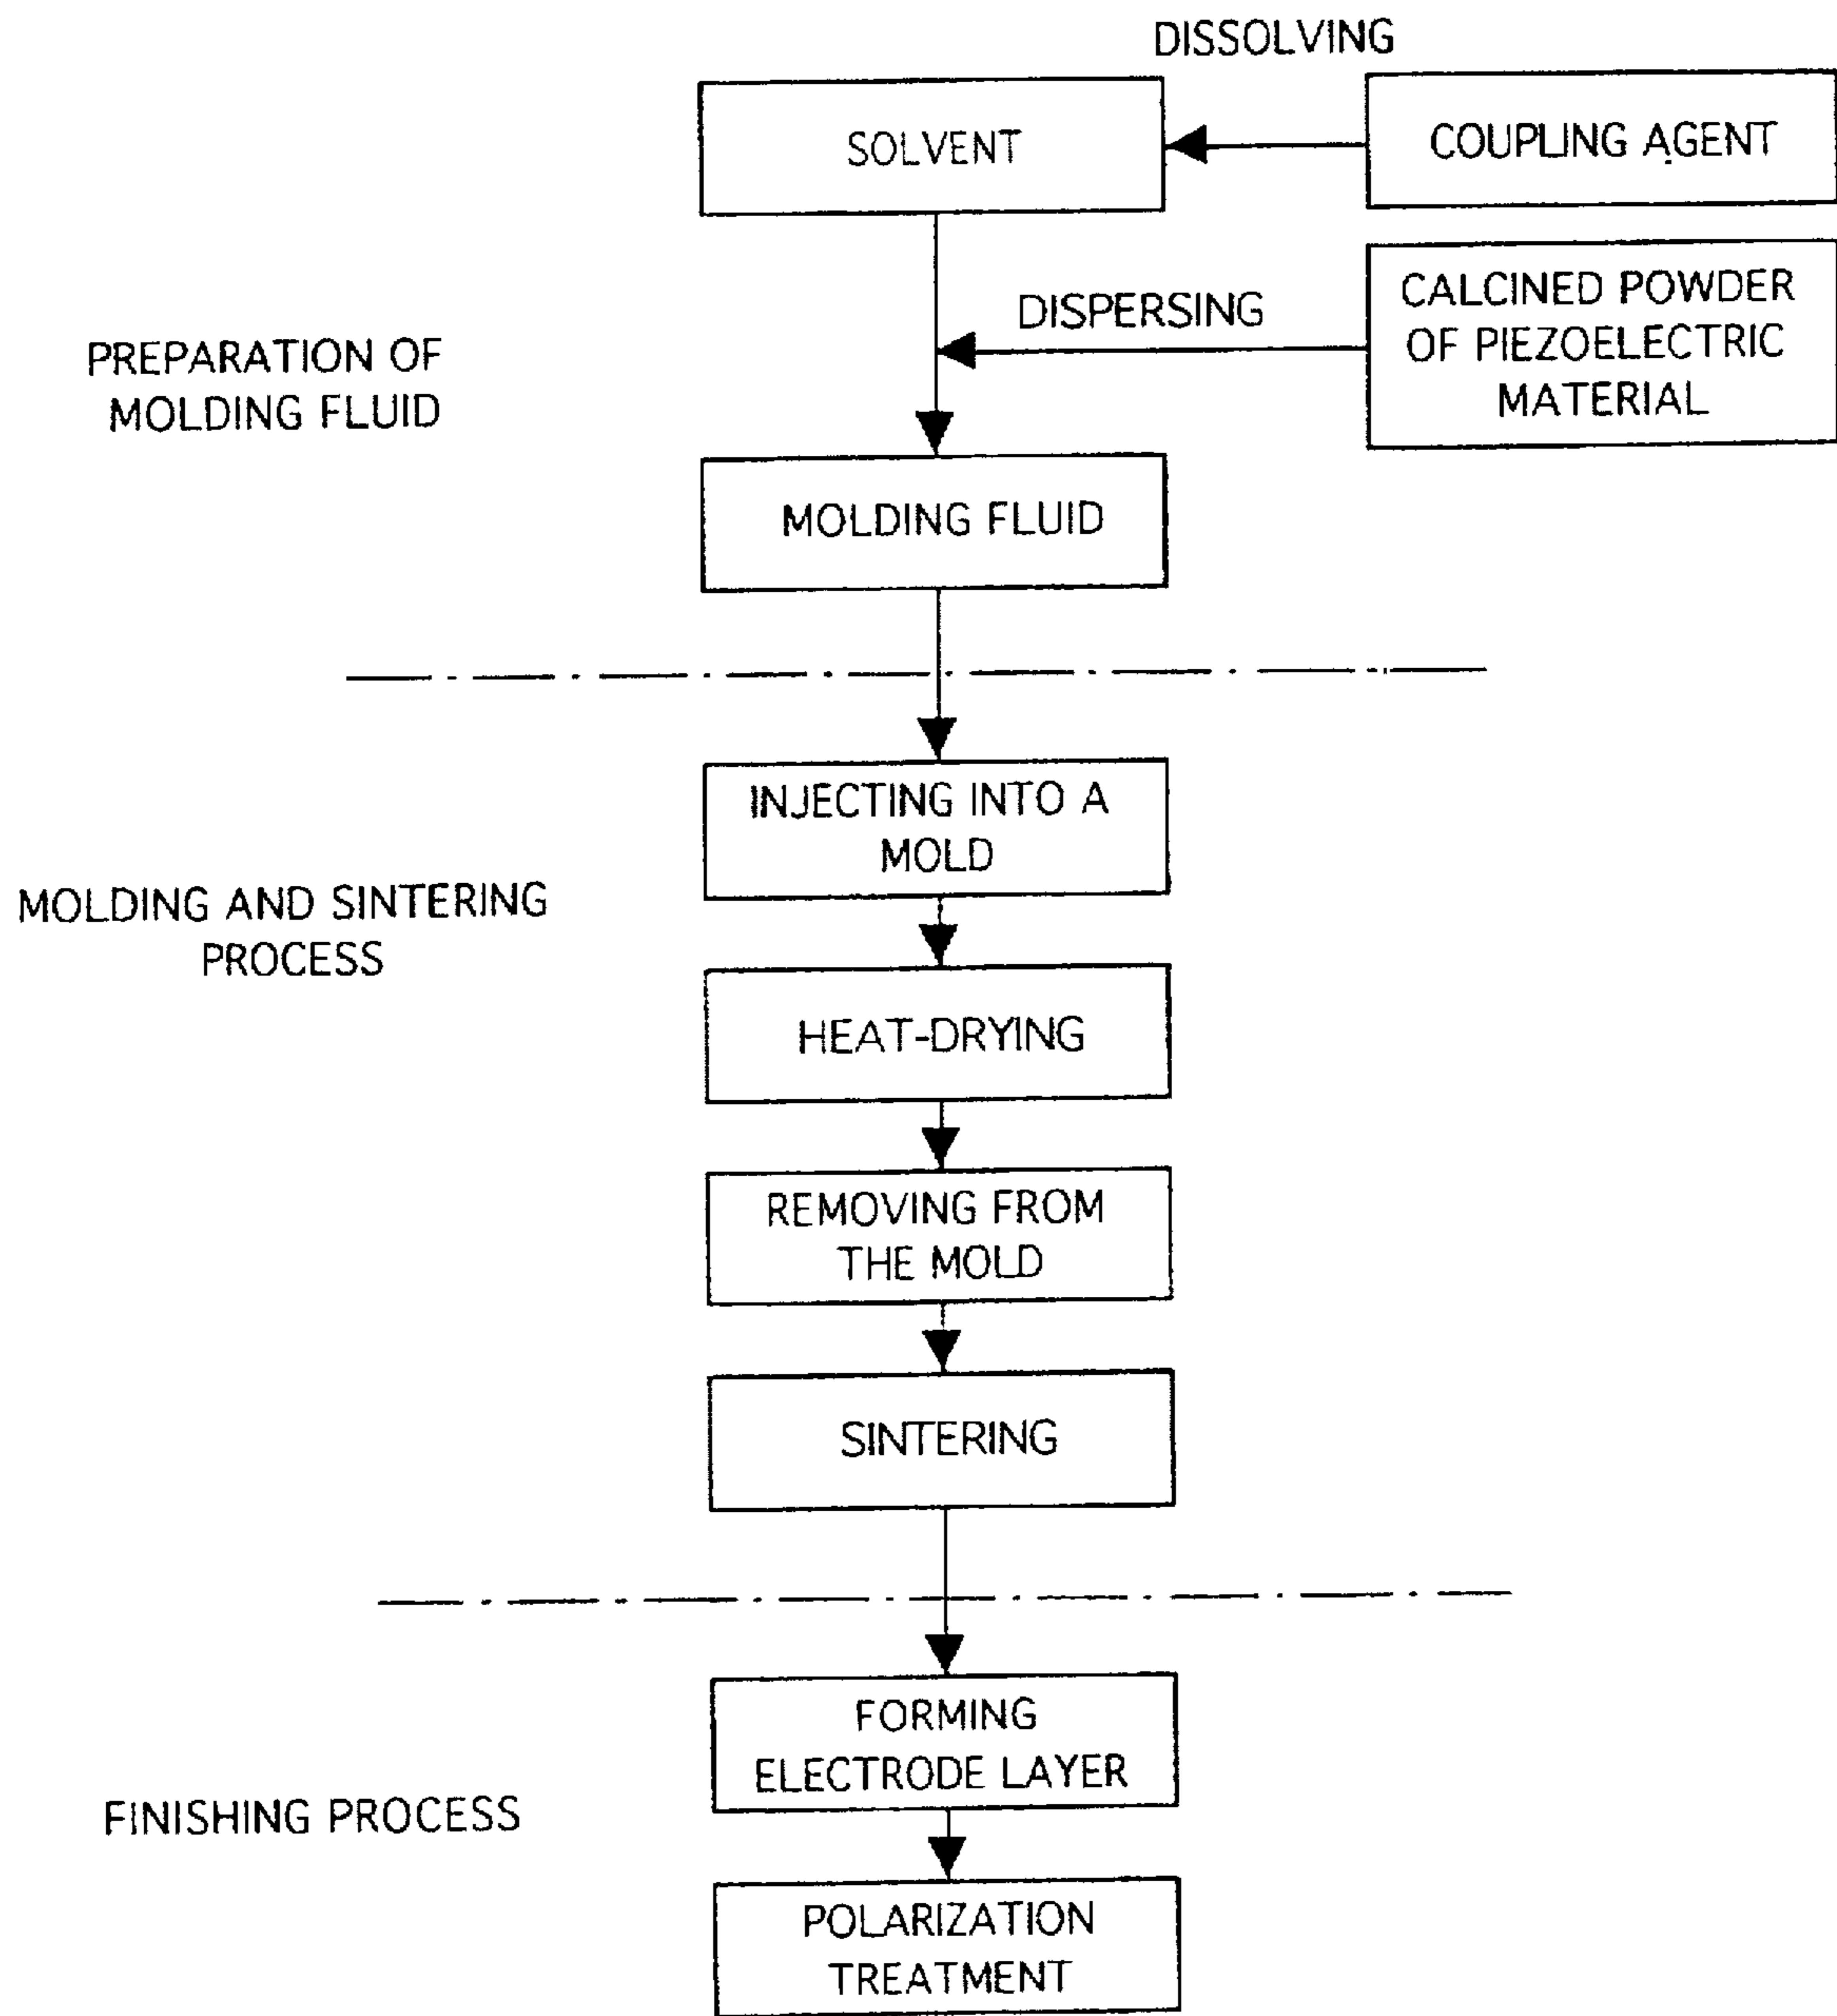 DISSOLVING
SOLVENT
COUPLING AGENT
DISPERSING
CALCINED POWDER
OF PIEZOELECTRIC
MATERIAL
PREPARATION OF
MOLDING FLUID
MOLDING FLUID
INJECTING INTO A
MOLD
MOLDING AND SINTERING
PROCESS
HEAT-DRYING
REMOVING FROM
THE MOLD
SINTERING
FORMING
ELECTRODE LAYER
FINISHING PROCESS
POLARIZATION
TREATMENT